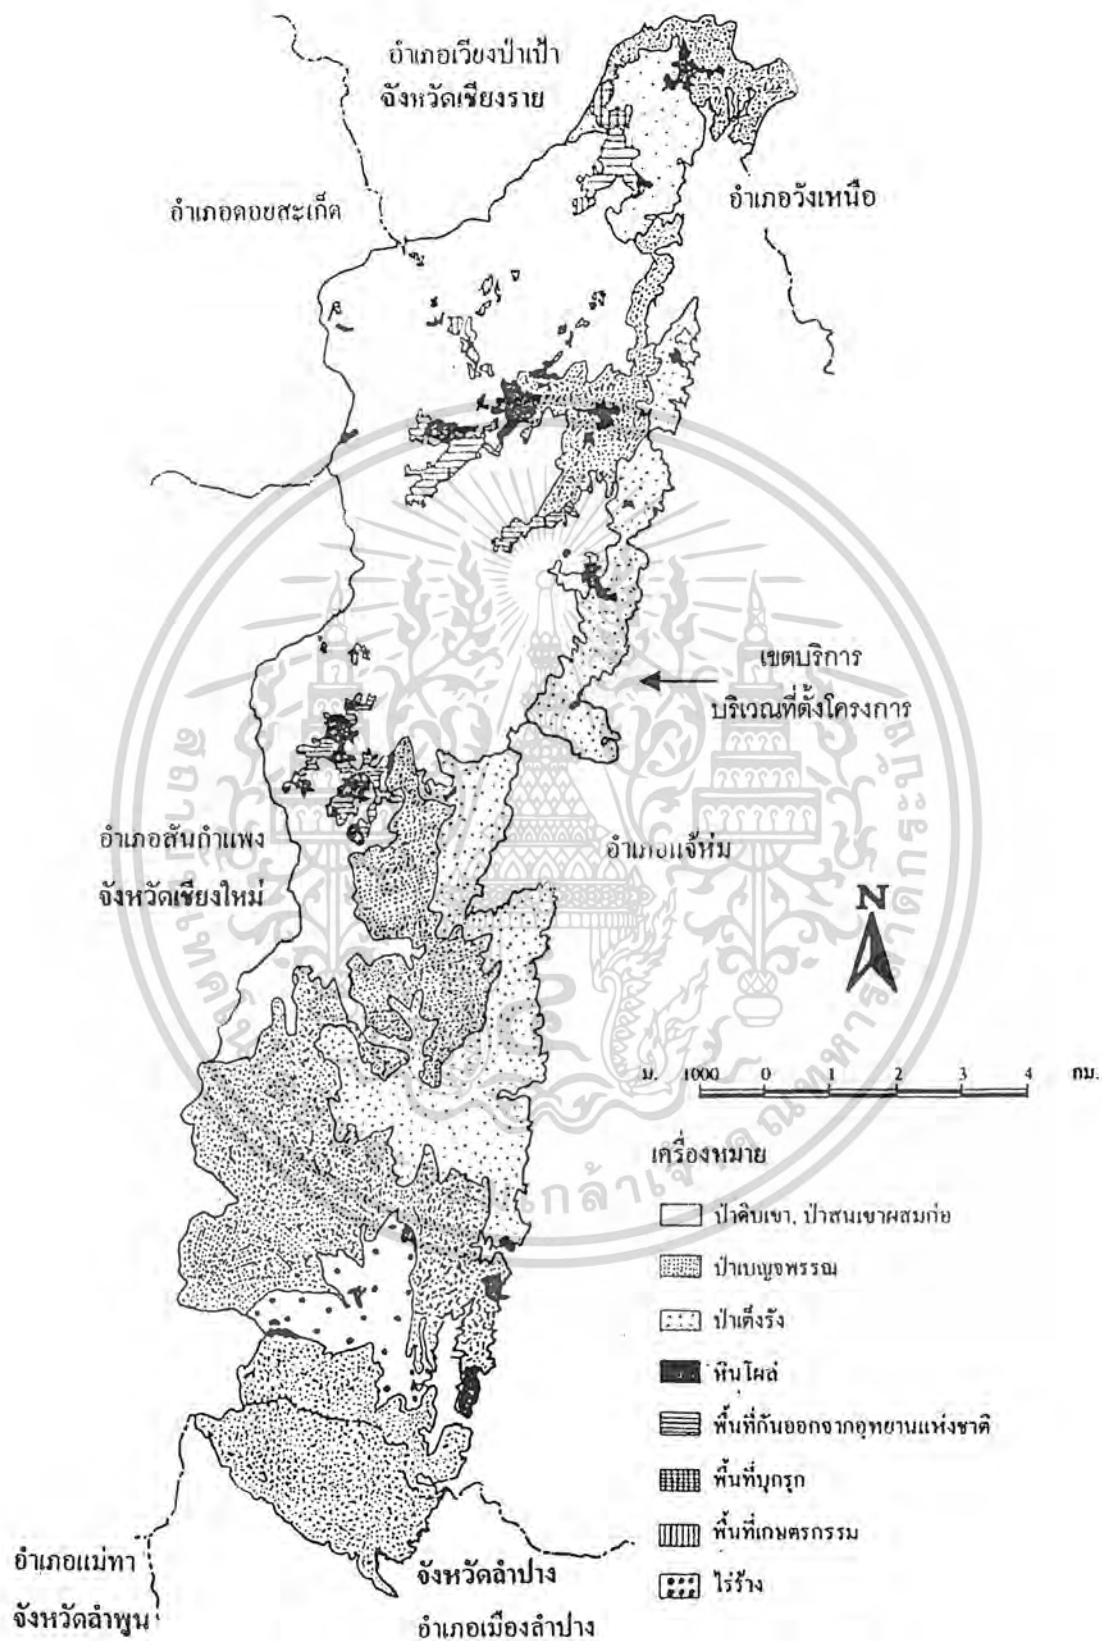 อำเภอเวียงป่าเป้า
จังหวัดเชียงราย
อำเภอดอยสะเก็ด
อำเภอวังเหนือ
เขตบริการ
บริเวณที่ตั้งโครงการ
อำเภอสันกำแพง
จังหวัดเชียงใหม่
อำเภอแจ้ห่ม
N
ม. 1000 0 1 2 3 4 กม.
เครื่องหมาย
ป่าดิบเขา, ป่าสนเขาผสมก่อ
ป่าเบญจพรรณ
ป่าเต็งรัง
หินโผล่
พื้นที่กันออกจากอุทยานแห่งชาติ
พื้นที่บุกรุก
พื้นที่เกษตรกรรม
ไร่ร้าง
อำเภอแม่ทา
จังหวัดลำพูน
จังหวัดลำปาง
อำเภอเมืองลำปาง